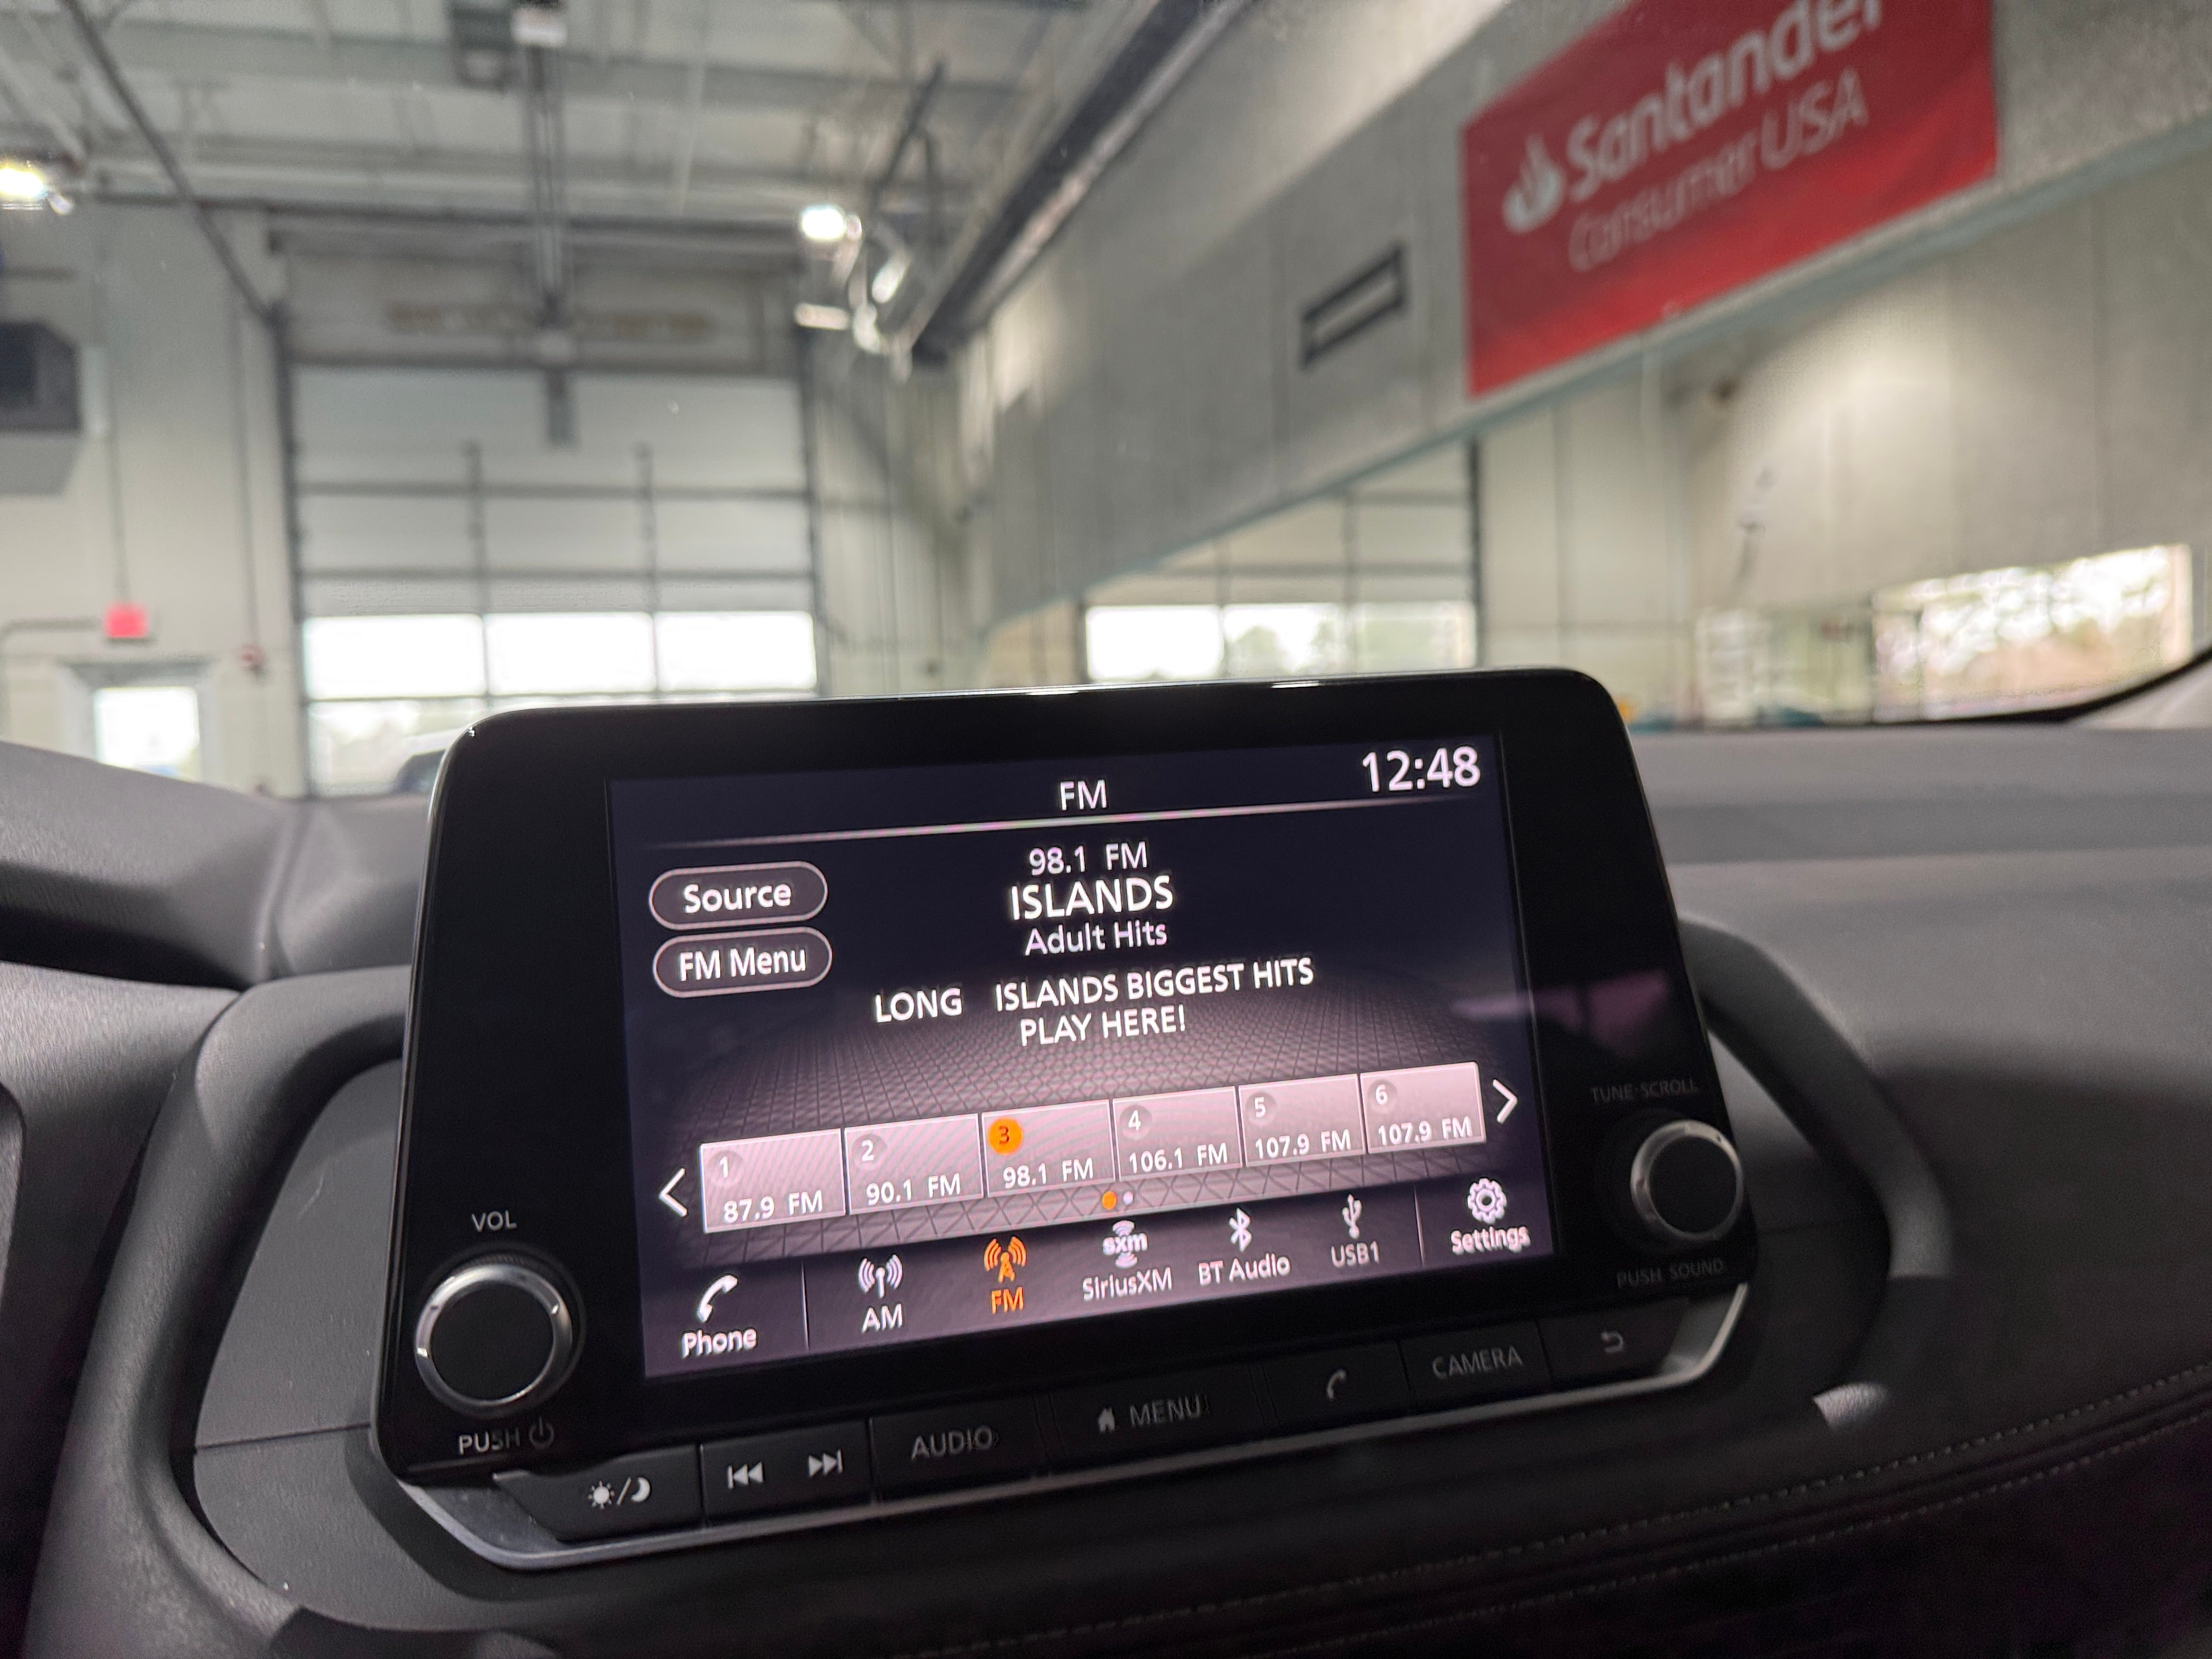 Santander
Consumer USA
FM
12:48
98.1 FM
ISLANDS
Adult Hits
LONG ISLANDS BIGGEST HITS
PLAY HERE!
Source
FM Menu
1
87.9 FM
2
90.1 FM
3
98.1 FM
4
106.1 FM
5
107.9 FM
6
107.9 FM
Phone
AM
FM
sxm
SiriusXM
BT Audio
USB1
Settings
VOL
PUSH
TUNE·SCROLL
PUSH SOUND
AUDIO
MENU
CAMERA